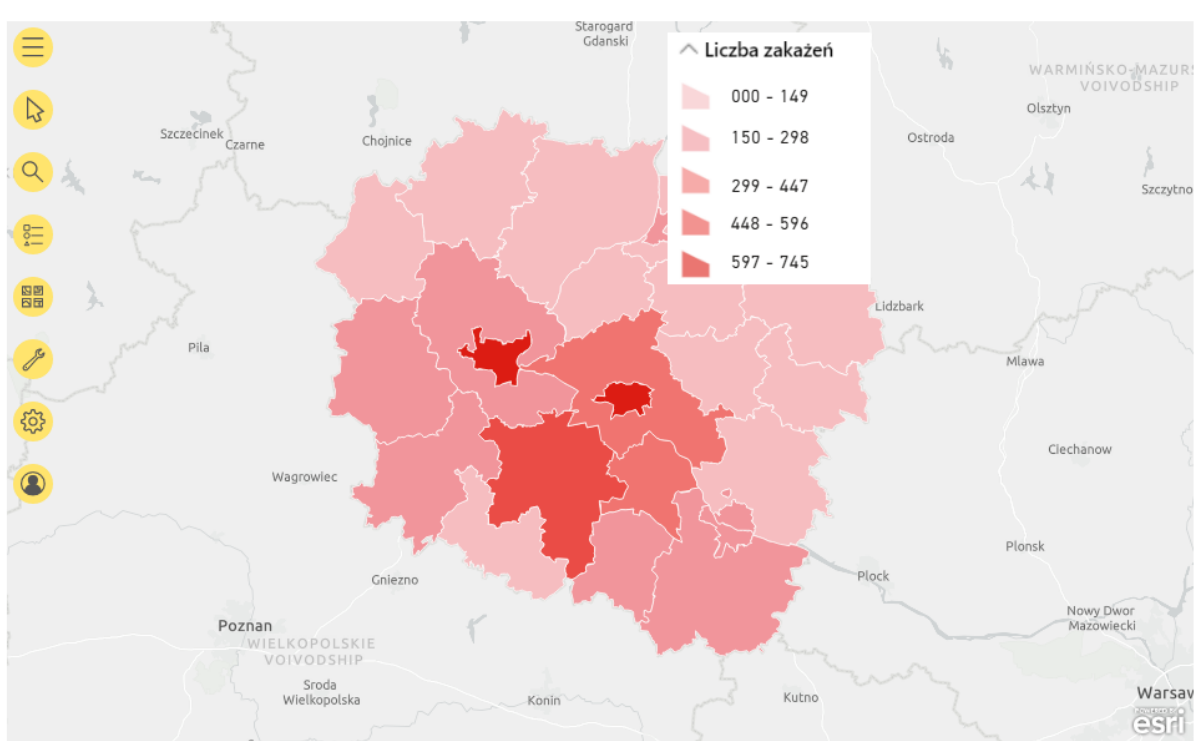 Starogard
Gdanski
Liczba zakażeń
000 - 149
150 - 298
299 - 447
448 - 596
597 - 745
WARMIŃSKO-MAZUR
VOIVODSHIP
Olsztyn
Szczecinek
Czarne
Chojnice
Ostroda
Szczytno
Lidzbark
Pila
Mlawa
Ciechanow
Wagrowiec
Plonsk
Gniezno
Plock
Nowy Dwor
Mazowiecki
Poznan
WIELKOPOLSKIE
VOIVODSHIP
Sroda
Wielkopolska
Konin
Kutno
Warsaw
POWERED BY
esri